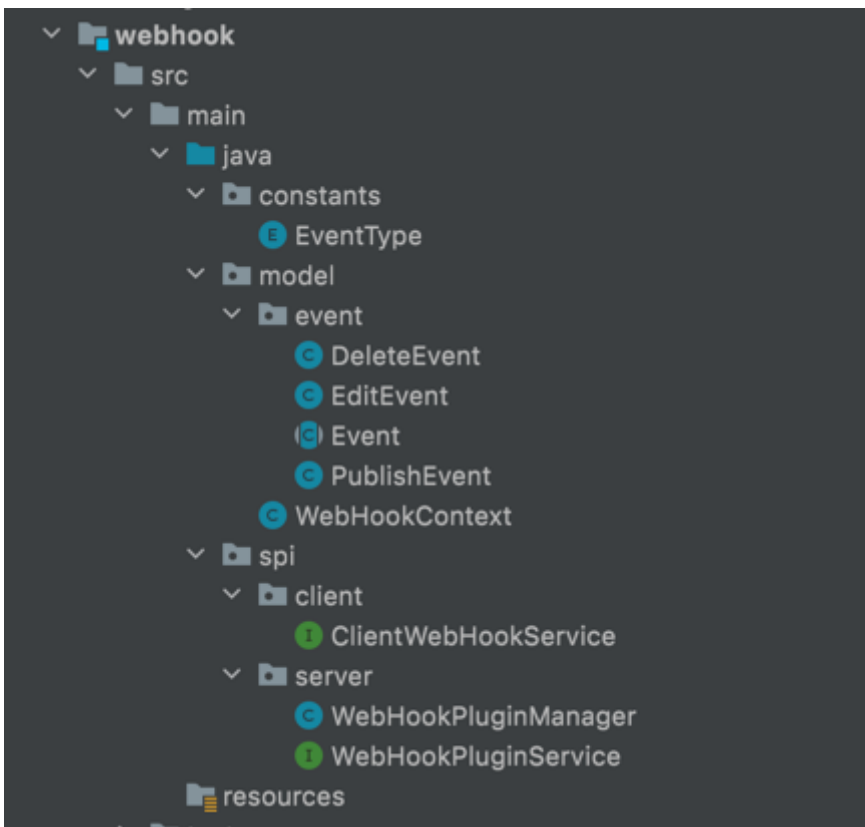 webhook
src
main
java
constants
E EventType
model
event
C DeleteEvent
C EditEvent
C Event
C PublishEvent
C WebHookContext
spi
client
I ClientWebHookService
server
C WebHookPluginManager
I WebHookPluginService
resources